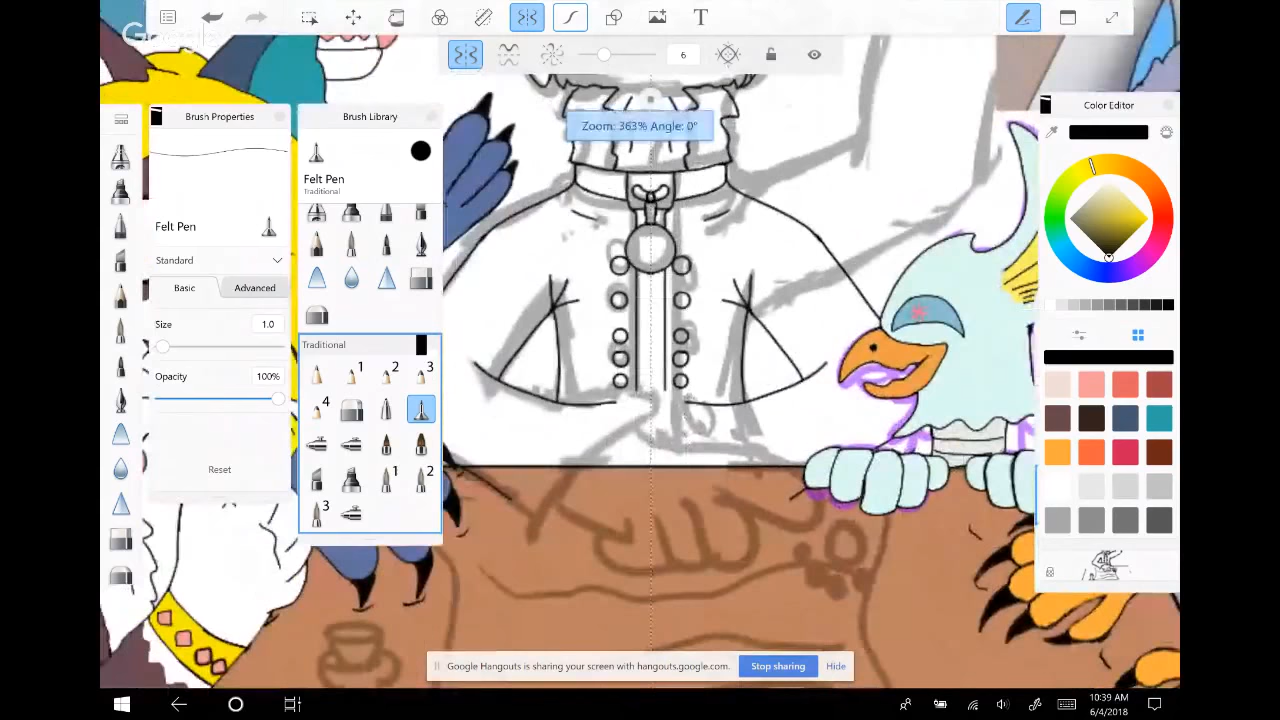 Google
T
6
Zoom: 363% Angle: 0°
Brush Properties
Brush Library
Color Editor
Felt Pen
Traditional
Felt Pen
Standard
Basic
Advanced
Size
1.0
Opacity
100%
Reset
Traditional
1
2
3
4
1
2
3
Google Hangouts is sharing your screen with hangouts.google.com.
Stop sharing
Hide
10:39 AM
6/4/2018